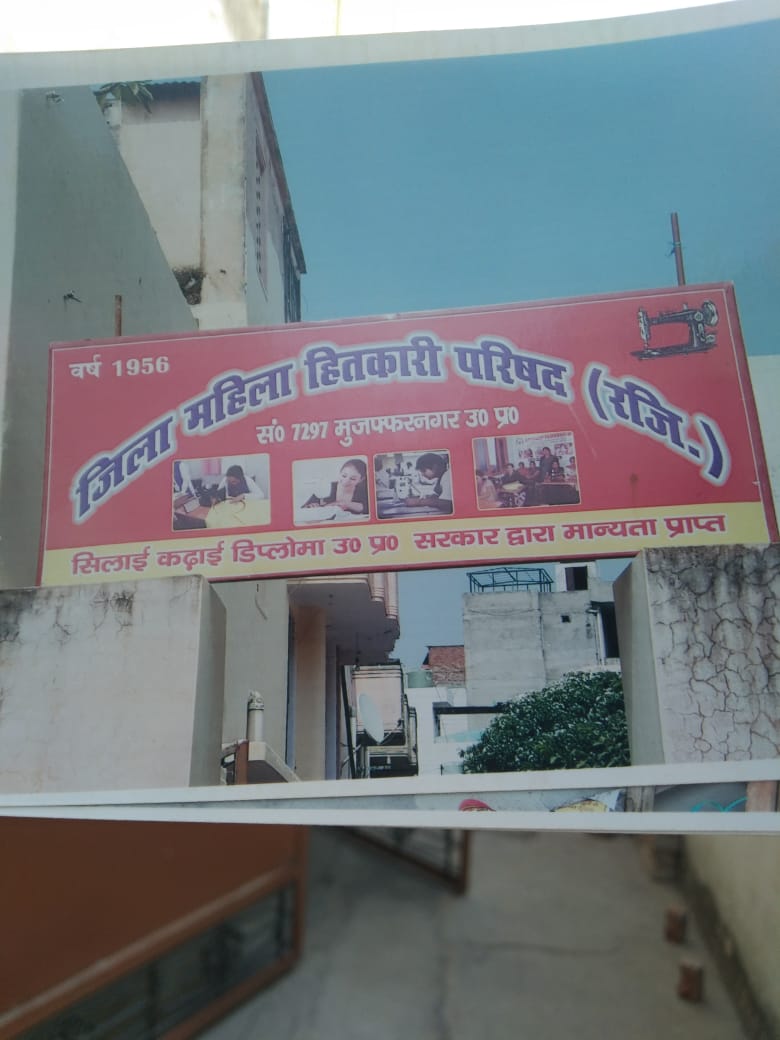 वर्ष 1956
जिला महिला हितकारी परिषद (रजि.)
सं० 7297 मुजफ्फरनगर उ० प्र०
सिलाई कढ़ाई डिप्लोमा उ० प्र० सरकार द्वारा मान्यता प्राप्त